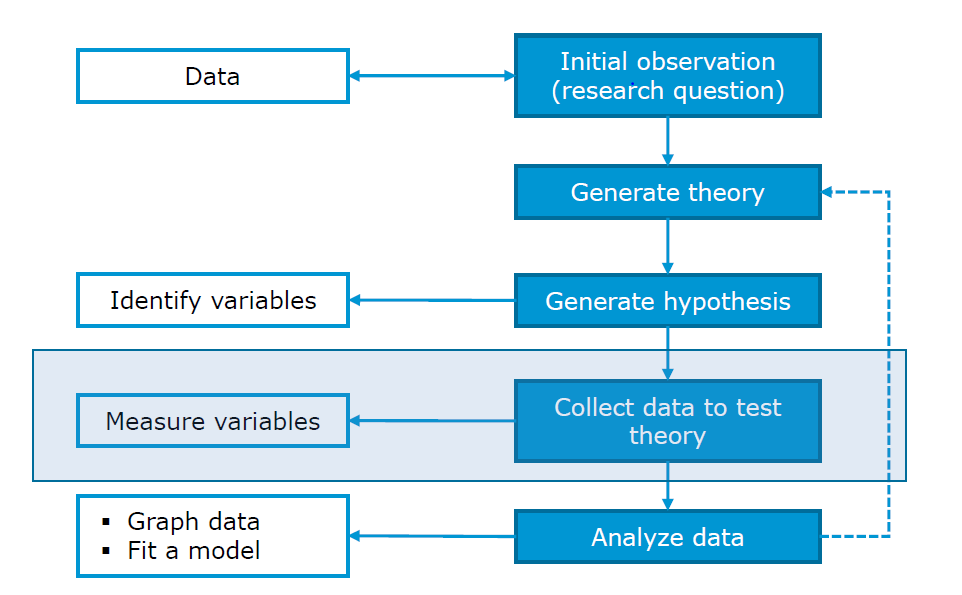 Data
Initial observation
(research question)
Generate theory
Identify variables
Generate hypothesis
Measure variables
Collect data to test
theory
▪ Graph data
▪ Fit a model
Analyze data